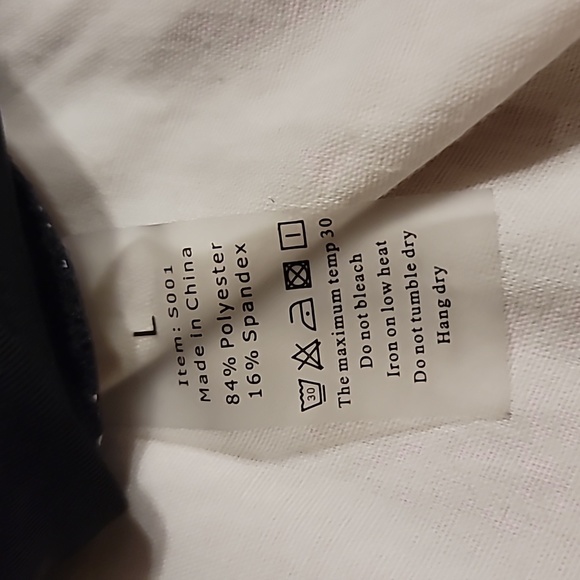 L
Item: S001
Made in China
84% Polyester
16% Spandex
30
The maximum temp 30
Do not bleach
Iron on low heat
Do not tumble dry
Hang dry